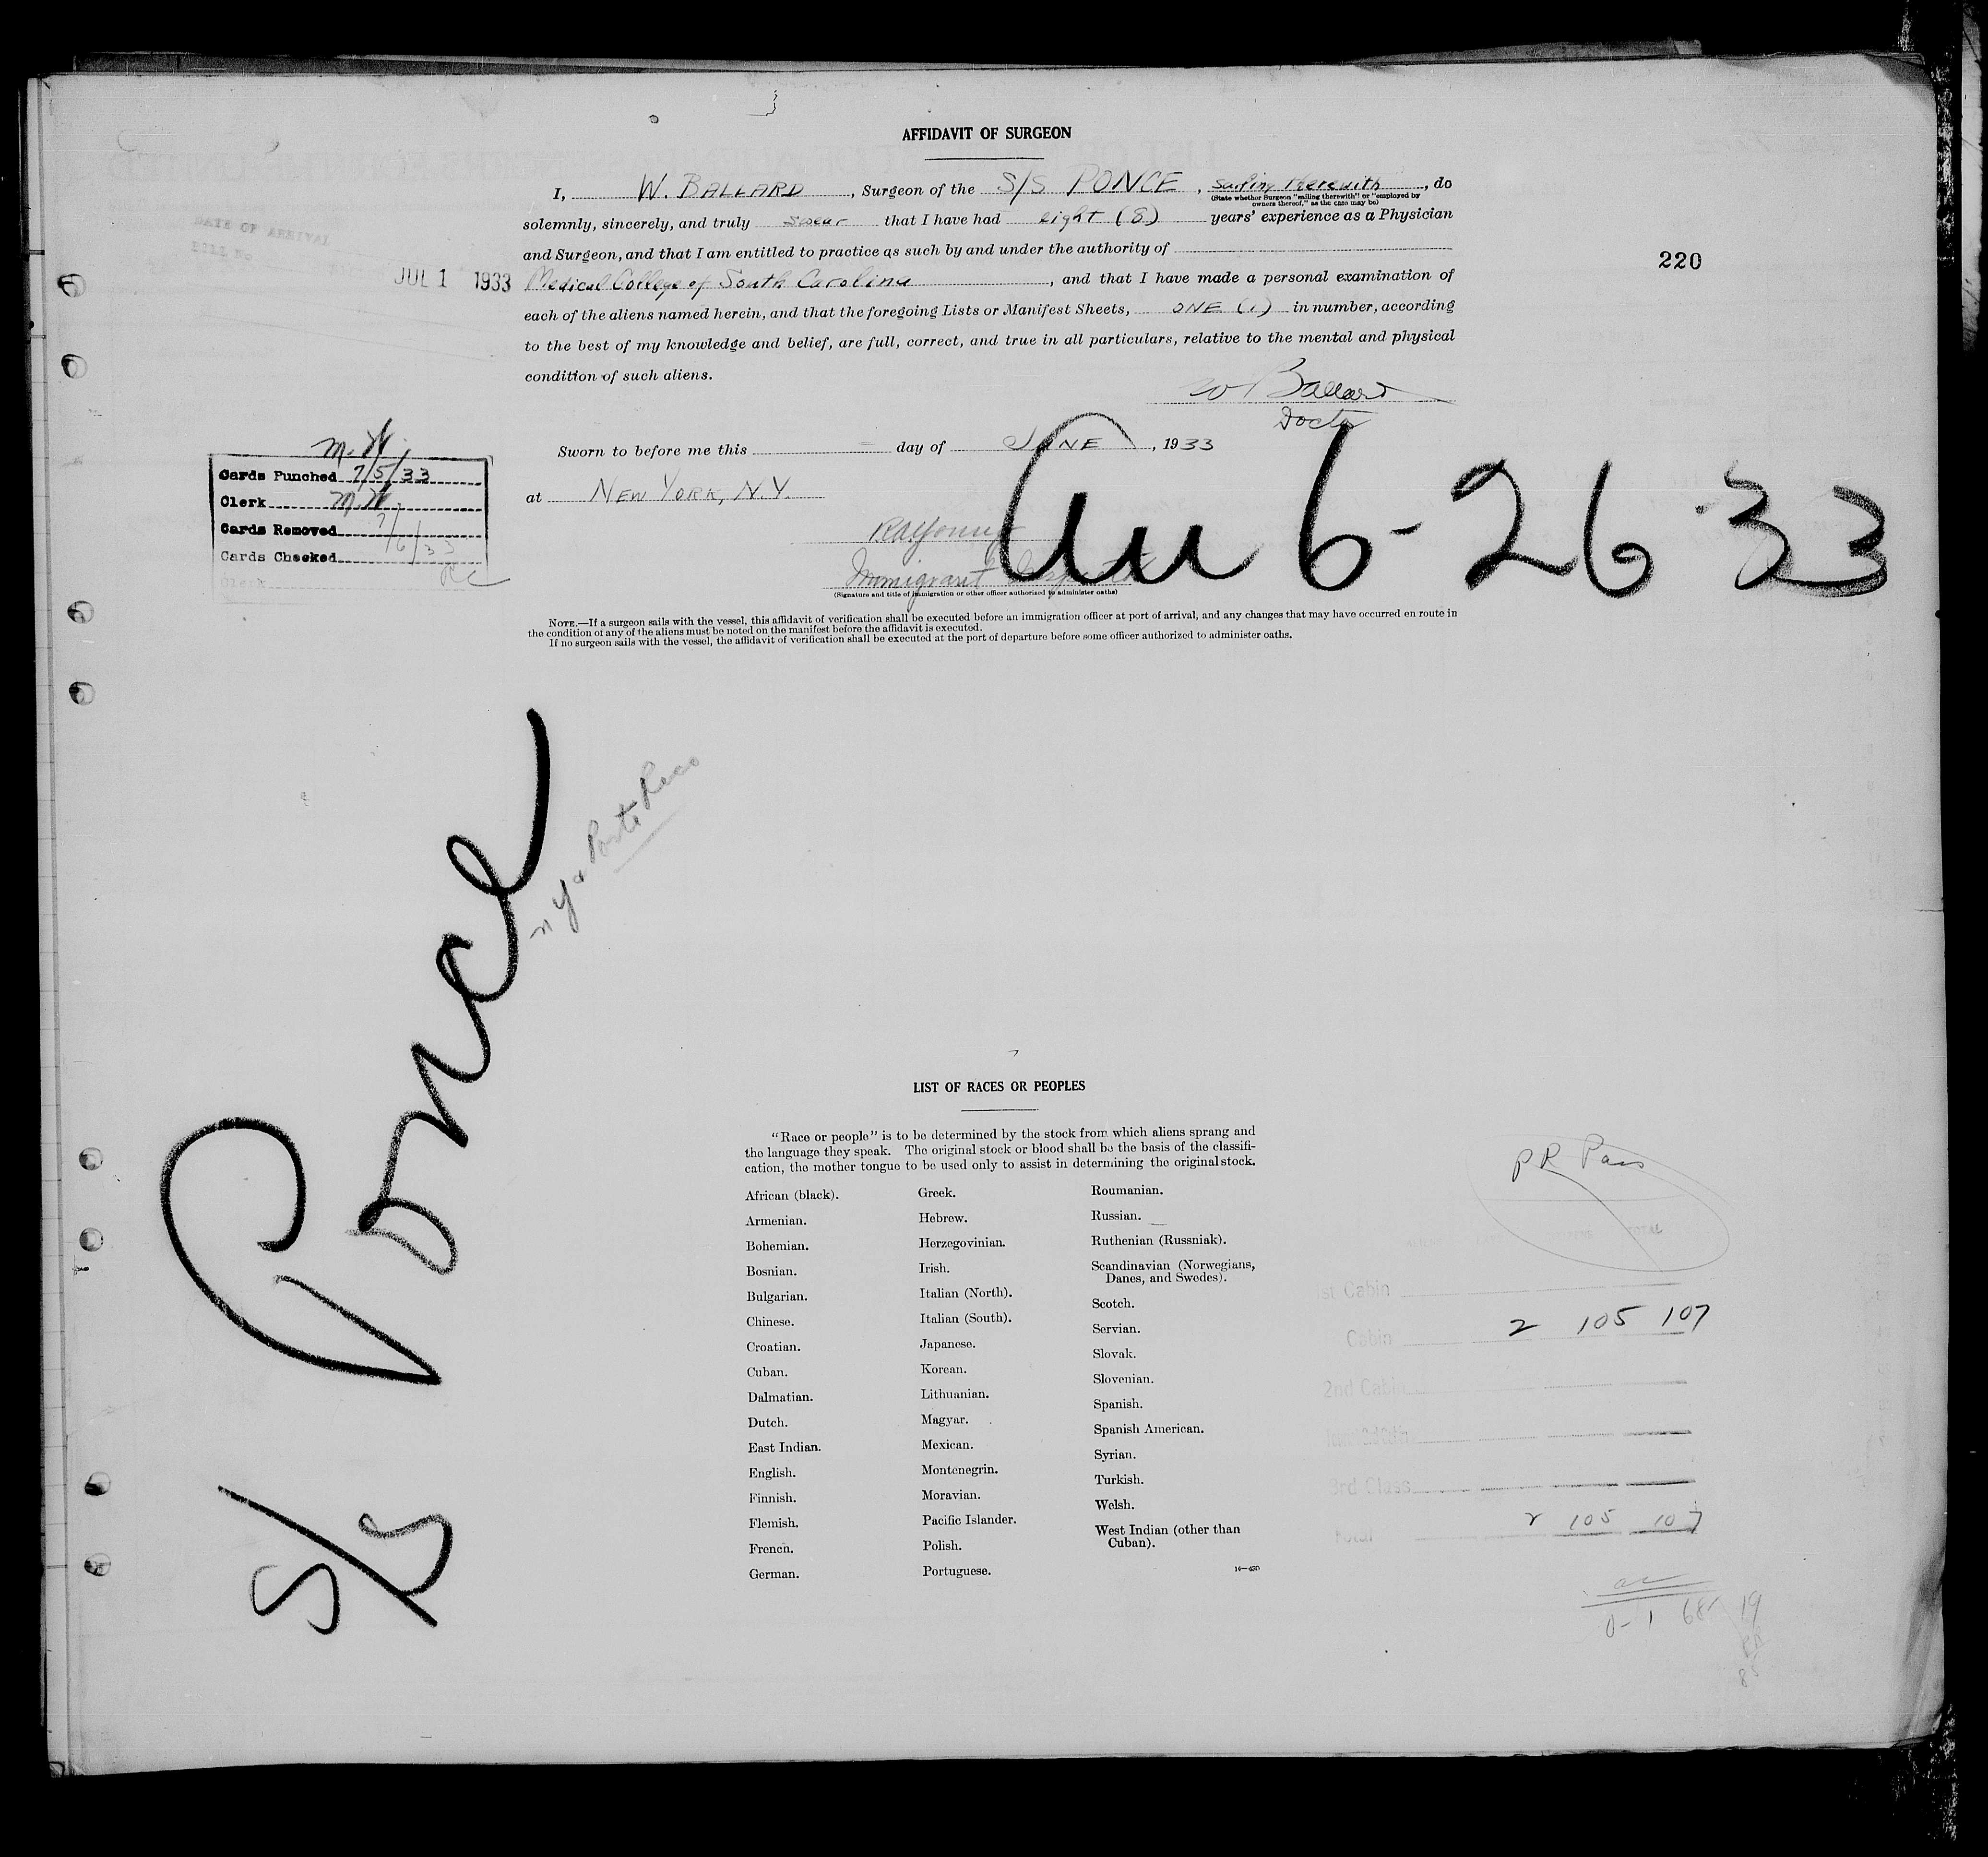 AFFIDAVIT OF SURGEON
I, W. BALLARD, Surgeon of the S/S PONCE, sailing therewith, do
(State whether Surgeon "sailing therewith" or "employed by
owners thereof," as the case may be)
solemnly, sincerely, and truly swear that I have had eight (8) years' experience as a Physician
and Surgeon, and that I am entitled to practice as such by and under the authority of
Medical College of South Carolina, and that I have made a personal examination of
each of the aliens named herein, and that the foregoing Lists or Manifest Sheets, ONE (1) in number, according
to the best of my knowledge and belief, are full, correct, and true in all particulars, relative to the mental and physical
condition of such aliens.
DATE OF ARRIVAL
JUL 1 1933
220
W Ballard
Doctor
Sworn to before me this day of JUNE, 1933
at NEW YORK, N.Y.
Immigrant Inspector
(Signature and title of immigration or other officer authorized to administer oaths)
6-26 33
M.W.
Cards Punched 7/5/33
Clerk M.W.
Cards Removed 7/6/33
Cards Checked RC
Clerk
NOTE.—If a surgeon sails with the vessel, this affidavit of verification shall be executed before an immigration officer at port of arrival, and any changes that may have occurred en route in
the condition of any of the aliens must be noted on the manifest before the affidavit is executed.
If no surgeon sails with the vessel, the affidavit of verification shall be executed at the port of departure before some officer authorized to administer oaths.
S/S Ponce
Porto Rico
LIST OF RACES OR PEOPLES
"Race or people" is to be determined by the stock from which aliens sprang and
the language they speak. The original stock or blood shall be the basis of the classifi-
cation, the mother tongue to be used only to assist in determining the original stock.
African (black).
Armenian.
Bohemian.
Bosnian.
Bulgarian.
Chinese.
Croatian.
Cuban.
Dalmatian.
Dutch.
East Indian.
English.
Finnish.
Flemish.
French.
German.
Greek.
Hebrew.
Herzegovinian.
Irish.
Italian (North).
Italian (South).
Japanese.
Korean.
Lithuanian.
Magyar.
Mexican.
Montenegrin.
Moravian.
Pacific Islander.
Polish.
Portuguese.
Roumanian.
Russian.
Ruthenian (Russniak).
Scandinavian (Norwegians,
Danes, and Swedes).
Scotch.
Servian.
Slovak.
Slovenian.
Spanish.
Spanish American.
Syrian.
Turkish.
Welsh.
West Indian (other than
Cuban).
PR Pass
TOTAL
1st Cabin
Cabin 2 105 107
2nd Cabin
3rd Class
Total 2 105 107